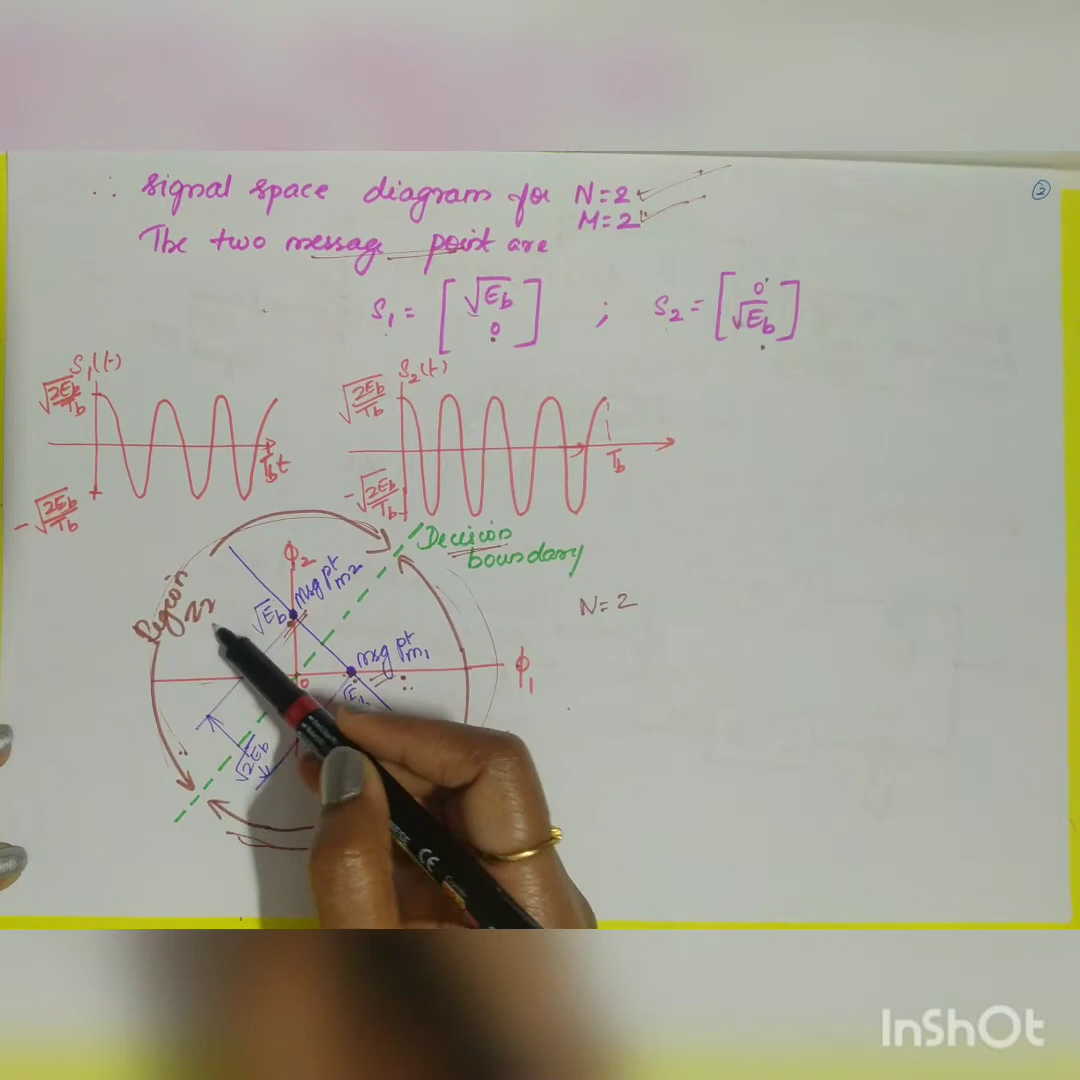 ∴ signal space diagram for N=2
M=2
The two message point are
②
S₁ = [ √Eb 0 ] ; S₂ = [ 0 √Eb ]
S₁(t)
√2Eb/Tb
Tb t
-√2Eb/Tb
S₂(t)
√2Eb/Tb
Tb
-√2Eb/Tb
Decision
boundary
ϕ₂
msg pt m₂
√Eb
Region
N=2
msg pt m₁
ϕ₁
0
√2Eb
InShOt